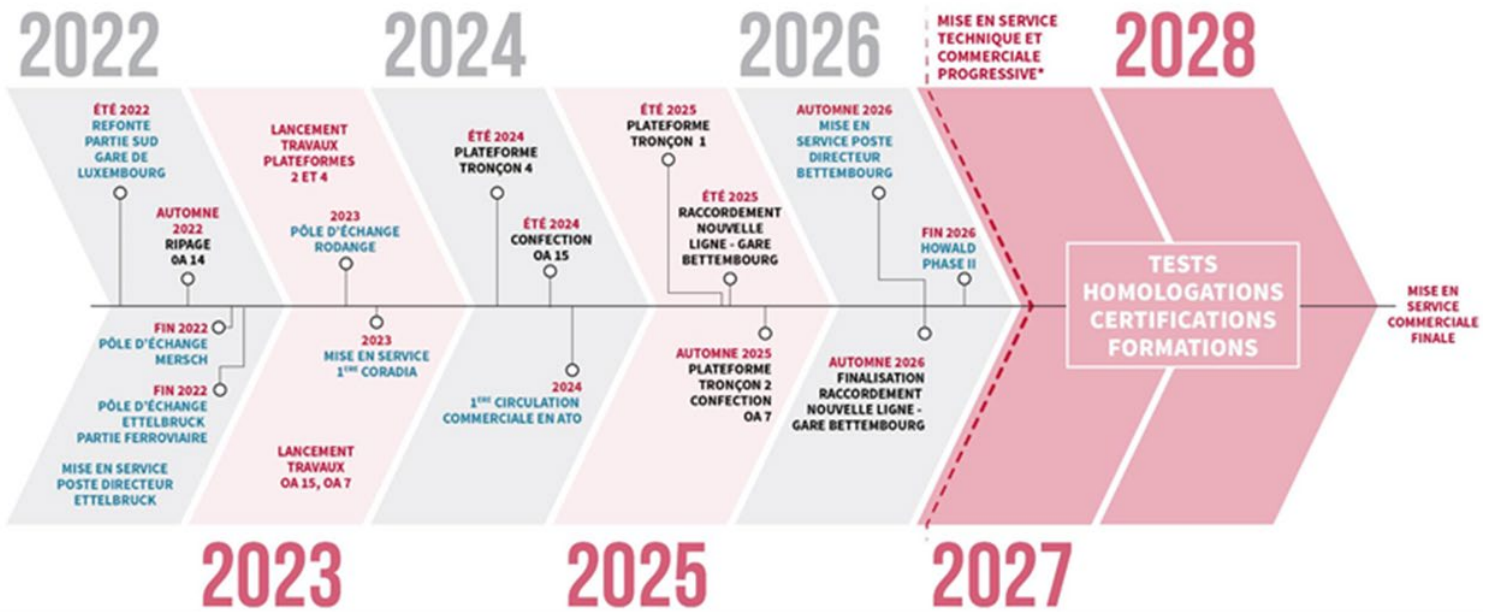 2022
2024
2026
MISE EN SERVICE
TECHNIQUE ET
COMMERCIALE
PROGRESSIVE*
2028
ÉTÉ 2022
REFONTE
PARTIE SUD
GARE DE
LUXEMBOURG
AUTOMNE
2022
RIPAGE
0A 14
FIN 2022
PÔLE D'ÉCHANGE
MERSCH
FIN 2022
PÔLE D'ÉCHANGE
ETTELBRUCK
PARTIE FERROVIAIRE
MISE EN SERVICE
POSTE DIRECTEUR
ETTELBRUCK
LANCEMENT
TRAVAUX
PLATEFORMES
2 ET 4
2023
PÔLE D'ÉCHANGE
RODANGE
2023
MISE EN SERVICE
1ERE CORADIA
LANCEMENT
TRAVAUX
OA 15, OA 7
ÉTÉ 2024
PLATEFORME
TRONÇON 4
ÉTÉ 2024
CONFECTION
OA 15
2024
1ERE CIRCULATION
COMMERCIALE EN ATO
ÉTÉ 2025
PLATEFORME
TRONÇON 1
ÉTÉ 2025
RACCORDEMENT
NOUVELLE
LIGNE - GARE
BETTEMBOURG
AUTOMNE 2025
PLATEFORME
TRONÇON 2
CONFECTION
OA 7
AUTOMNE 2026
MISE EN
SERVICE POSTE
DIRECTEUR
BETTEMBOURG
FIN 2026
HOWALD
PHASE II
AUTOMNE 2026
FINALISATION
RACCORDEMENT
NOUVELLE LIGNE -
GARE BETTEMBOURG
TESTS
HOMOLOGATIONS
CERTIFICATIONS
FORMATIONS
MISE EN
SERVICE
COMMERCIALE
FINALE
2023
2025
2027